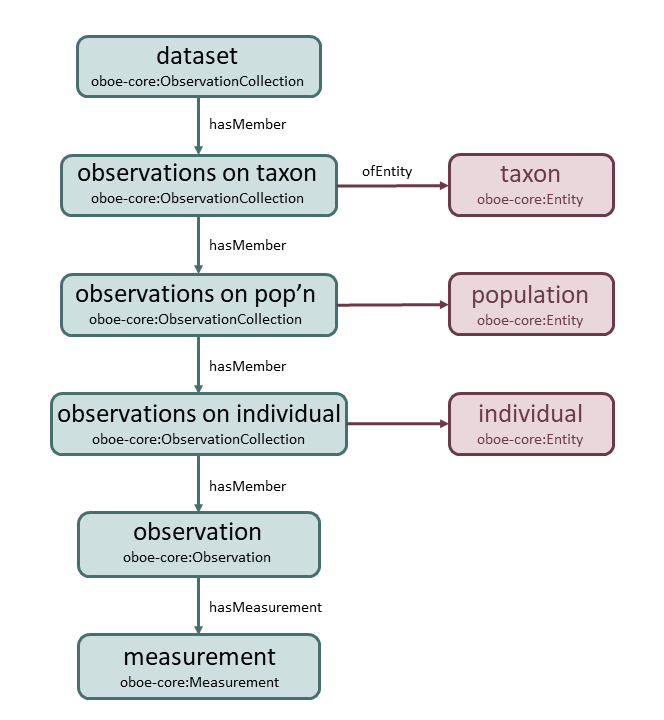 dataset
oboe-core:ObservationCollection
hasMember
observations on taxon
oboe-core:ObservationCollection
ofEntity
taxon
oboe-core:Entity
hasMember
observations on pop’n
oboe-core:ObservationCollection
population
oboe-core:Entity
hasMember
observations on individual
oboe-core:ObservationCollection
individual
oboe-core:Entity
hasMember
observation
oboe-core:Observation
hasMeasurement
measurement
oboe-core:Measurement